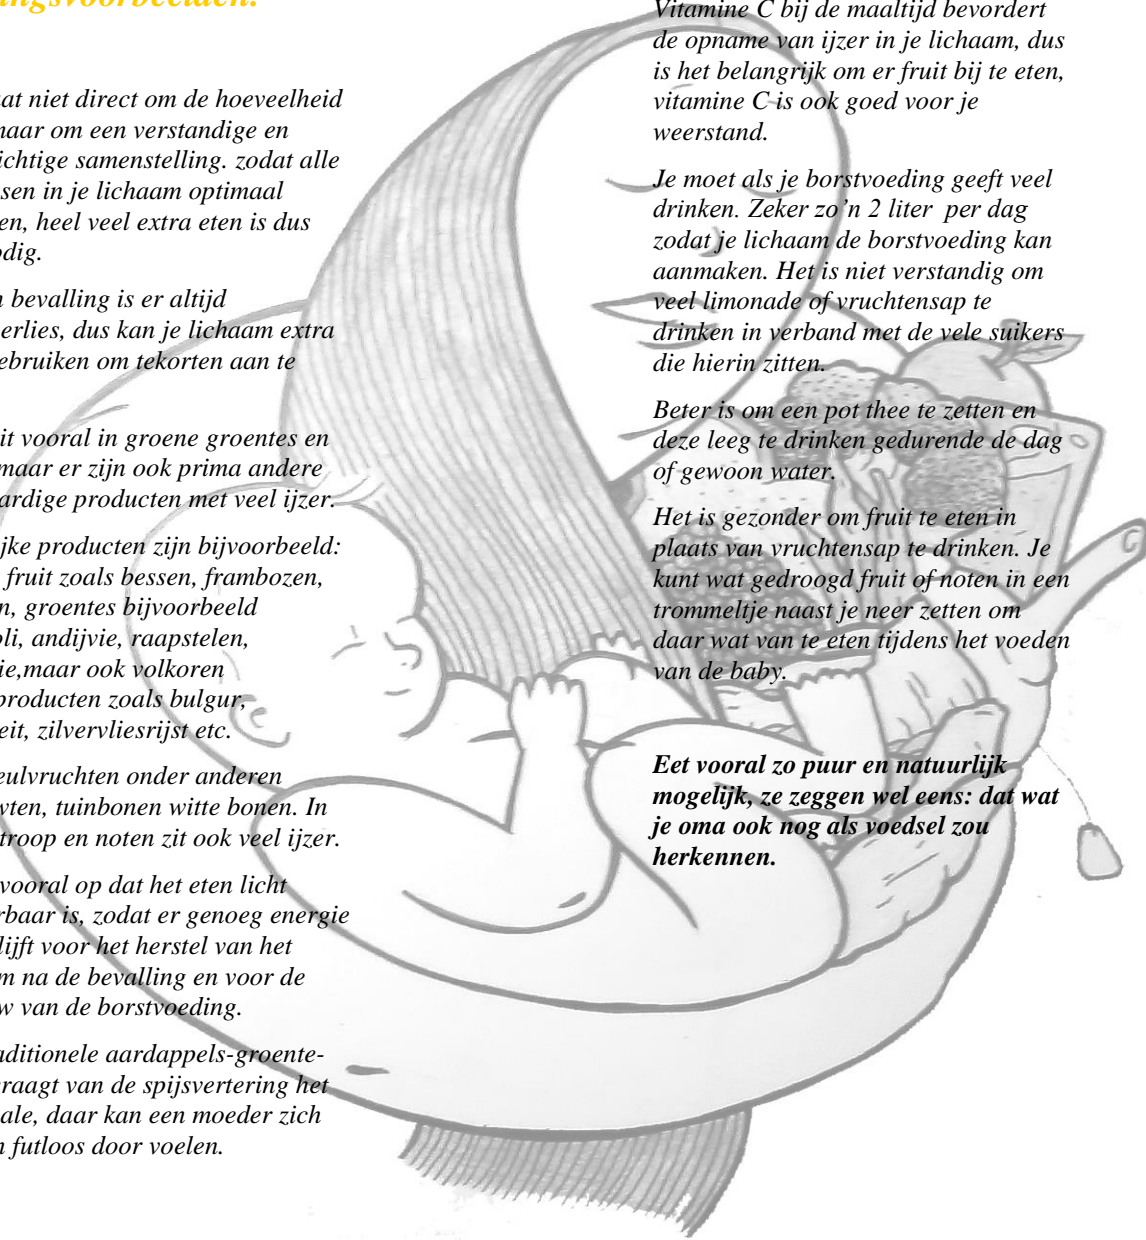 ingsvoorbeelden:
at niet direct om de hoeveelheid
maar om een verstandige en
ichtige samenstelling. zodat alle
sen in je lichaam optimaal
en, heel veel extra eten is dus
odig.
n bevalling is er altijd
erlies, dus kan je lichaam extra
ebruiken om tekorten aan te
it vooral in groene groentes en
maar er zijn ook prima andere
ardige producten met veel ijzer.
ijke producten zijn bijvoorbeeld:
fruit zoals bessen, frambozen,
n, groentes bijvoorbeeld
oli, andijvie, raapstelen,
ie,maar ook volkoren
producten zoals bulgur,
eit, zilvervliesrijst etc.
eulvruchten onder anderen
wten, tuinbonen witte bonen. In
troop en noten zit ook veel ijzer.
vooral op dat het eten licht
rbaar is, zodat er genoeg energie
lijft voor het herstel van het
m na de bevalling en voor de
w van de borstvoeding.
aditionele aardappels-groente-
raagt van de spijsvertering het
ale, daar kan een moeder zich
n futloos door voelen.
Vitamine C bij de maaltijd bevordert
de opname van ijzer in je lichaam, dus
is het belangrijk om er fruit bij te eten,
vitamine C is ook goed voor je
weerstand.
Je moet als je borstvoeding geeft veel
drinken. Zeker zo'n 2 liter per dag
zodat je lichaam de borstvoeding kan
aanmaken. Het is niet verstandig om
veel limonade of vruchtensap te
drinken in verband met de vele suikers
die hierin zitten.
Beter is om een pot thee te zetten en
deze leeg te drinken gedurende de dag
of gewoon water.
Het is gezonder om fruit te eten in
plaats van vruchtensap te drinken. Je
kunt wat gedroogd fruit of noten in een
trommeltje naast je neer zetten om
daar wat van te eten tijdens het voeden
van de baby.
Eet vooral zo puur en natuurlijk
mogelijk, ze zeggen wel eens: dat wat
je oma ook nog als voedsel zou
herkennen.